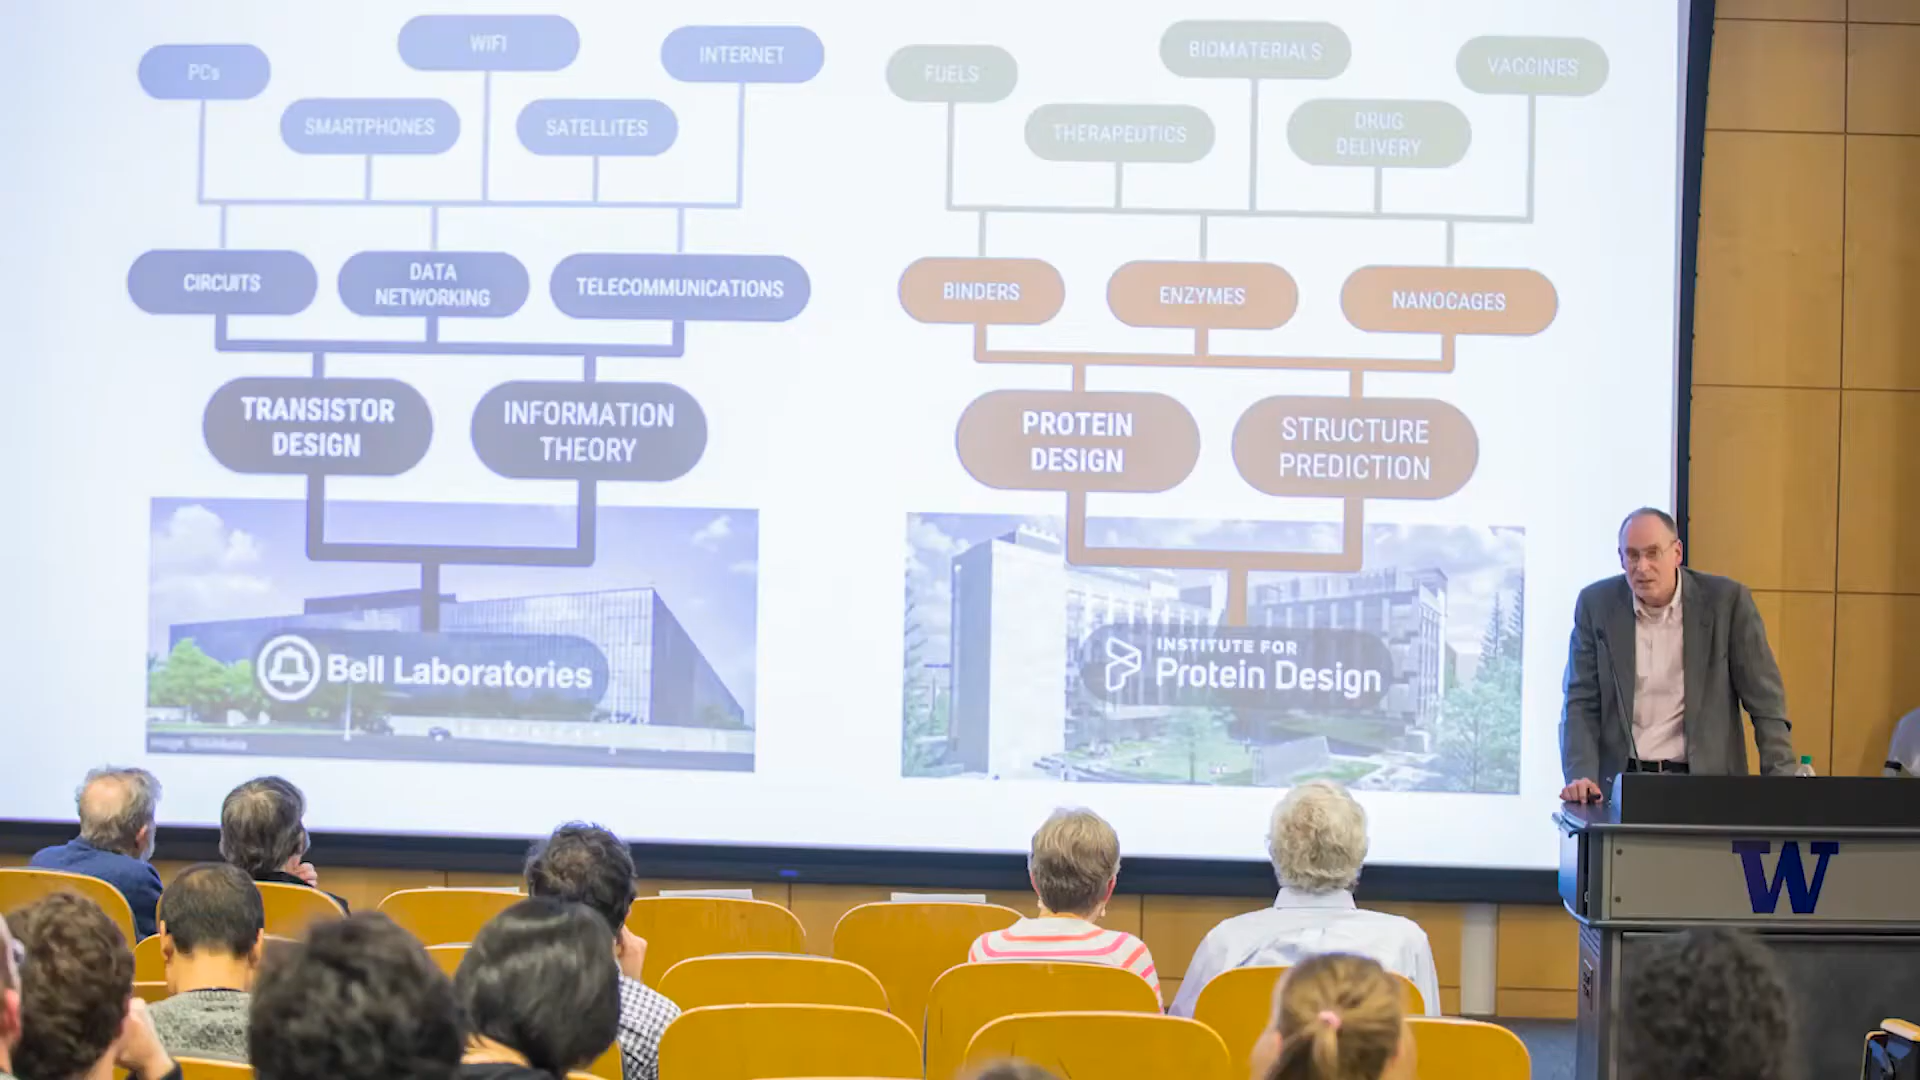 PCs
WIFI
INTERNET
SMARTPHONES
SATELLITES
CIRCUITS
DATA
NETWORKING
TELECOMMUNICATIONS
TRANSISTOR
DESIGN
INFORMATION
THEORY
Bell Laboratories
FUELS
BIOMATERIALS
VACCINES
THERAPEUTICS
DRUG
DELIVERY
BINDERS
ENZYMES
NANOCAGES
PROTEIN
DESIGN
STRUCTURE
PREDICTION
INSTITUTE FOR
Protein Design
W